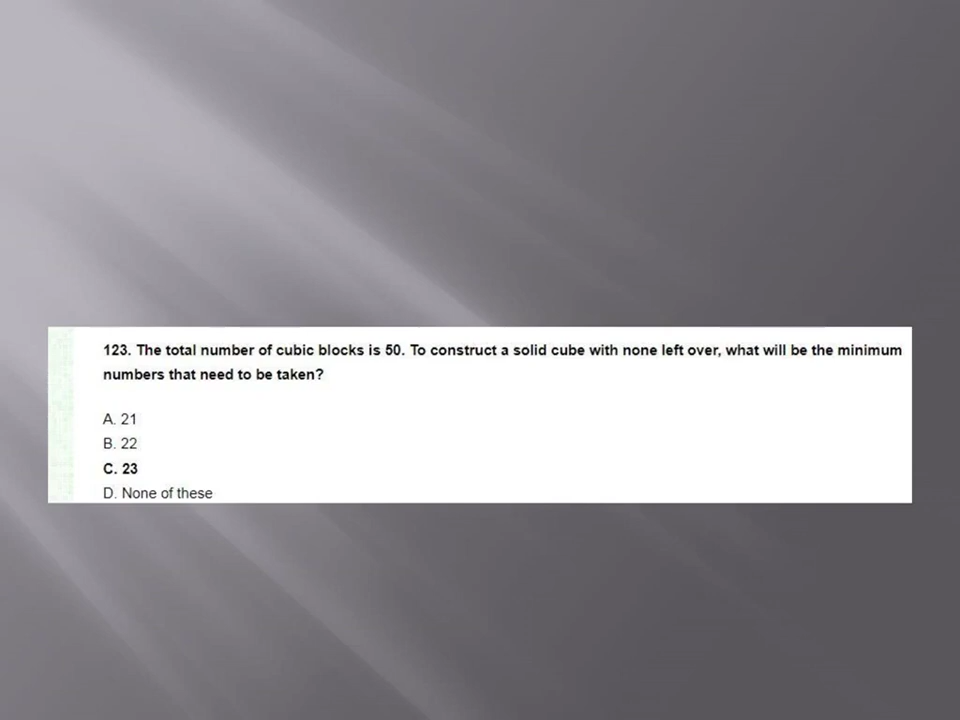 123. The total number of cubic blocks is 50. To construct a solid cube with none left over, what will be the minimum
numbers that need to be taken?
A. 21
B. 22
C. 23
D. None of these